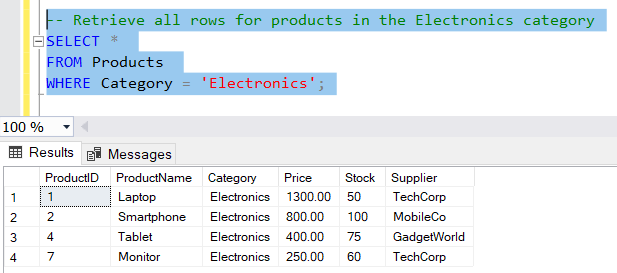 -- Retrieve all rows for products in the Electronics category
SELECT *
FROM Products
WHERE Category = 'Electronics';
100 %
Results Messages
ProductID ProductName Category Price Stock Supplier
1 1 Laptop Electronics 1300.00 50 TechCorp
2 2 Smartphone Electronics 800.00 100 MobileCo
3 4 Tablet Electronics 400.00 75 GadgetWorld
4 7 Monitor Electronics 250.00 60 TechCorp